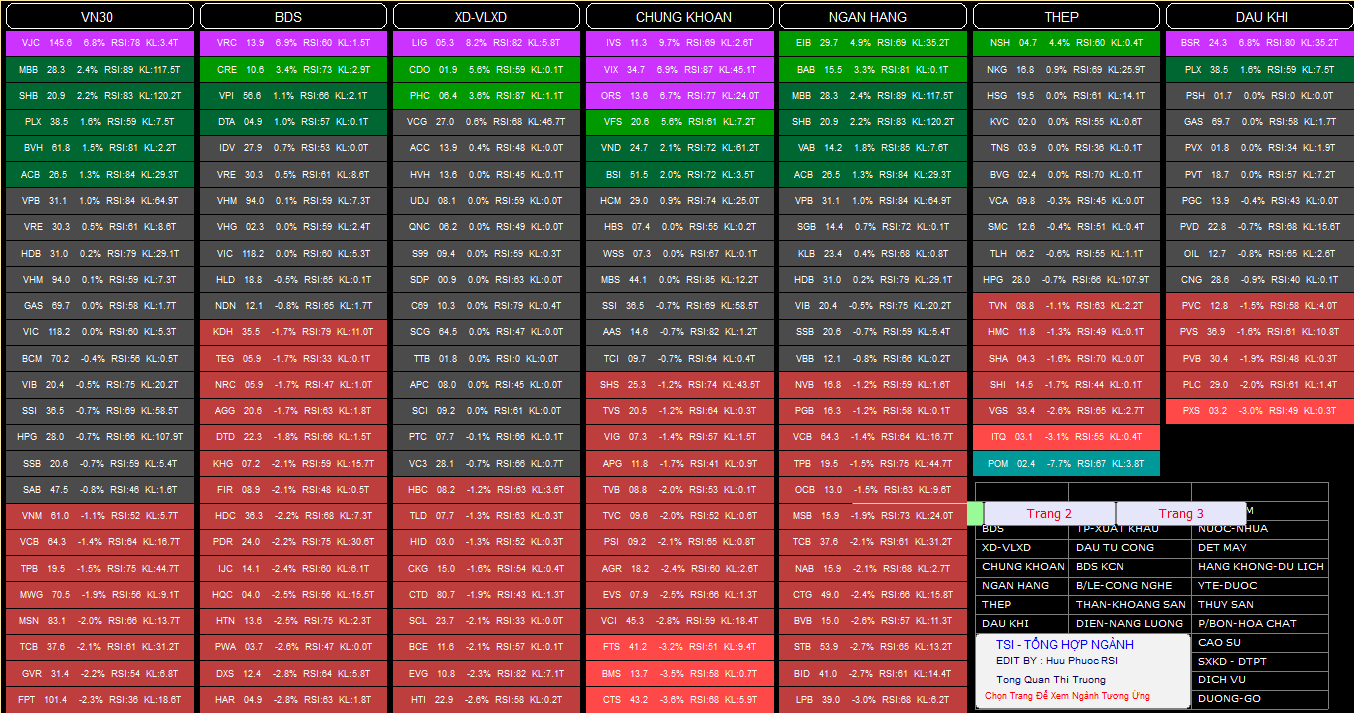 VN30 BDS XD-VLXD CHUNG KHOAN NGAN HANG THEP DAU KHI
VJC 145.6 6.8% RSI:78 KL:3.4T VRC 13.9 6.9% RSI:60 KL:1.5T LIG 05.3 8.2% RSI:82 KL:5.8T IVS 11.3 9.7% RSI:69 KL:2.6T EIB 29.7 4.9% RSI:69 KL:35.2T NSH 04.7 4.4% RSI:60 KL:0.4T BSR 24.3 6.8% RSI:80 KL:35.2T
MBB 28.3 2.4% RSI:89 KL:117.5T CRE 10.6 3.4% RSI:73 KL:2.9T CDO 01.9 5.6% RSI:59 KL:0.1T VIX 34.7 6.9% RSI:87 KL:45.1T BAB 15.5 3.3% RSI:81 KL:0.1T NKG 16.8 0.9% RSI:69 KL:25.9T PLX 38.5 1.6% RSI:59 KL:7.5T
SHB 20.9 2.2% RSI:83 KL:120.2T VPI 56.6 1.1% RSI:66 KL:2.1T PHC 06.4 3.6% RSI:87 KL:1.1T ORS 13.6 6.7% RSI:77 KL:24.0T MBB 28.3 2.4% RSI:89 KL:117.5T HSG 19.5 0.0% RSI:61 KL:14.1T PSH 01.7 0.0% RSI:0 KL:0.0T
PLX 38.5 1.6% RSI:59 KL:7.5T DTA 04.9 1.0% RSI:57 KL:0.1T VCG 27.0 0.6% RSI:68 KL:46.7T VFS 20.6 5.6% RSI:61 KL:7.2T SHB 20.9 2.2% RSI:83 KL:120.2T KVC 02.0 0.0% RSI:55 KL:0.6T GAS 69.7 0.0% RSI:58 KL:1.7T
BVH 61.8 1.5% RSI:81 KL:2.2T IDV 27.9 0.7% RSI:53 KL:0.0T ACC 13.9 0.4% RSI:48 KL:0.0T VND 24.7 2.1% RSI:72 KL:61.2T VAB 14.2 1.8% RSI:85 KL:7.6T TNS 03.9 0.0% RSI:36 KL:0.1T PVX 01.8 0.0% RSI:34 KL:1.9T
ACB 26.5 1.3% RSI:84 KL:29.3T VRE 30.3 0.5% RSI:61 KL:8.6T HVH 13.6 0.0% RSI:45 KL:0.1T BSI 51.5 2.0% RSI:72 KL:3.5T ACB 26.5 1.3% RSI:84 KL:29.3T BVG 02.4 0.0% RSI:70 KL:0.1T PVT 18.7 0.0% RSI:57 KL:7.2T
VPB 31.1 1.0% RSI:84 KL:64.9T VHM 94.0 0.1% RSI:59 KL:7.3T UDJ 08.1 0.0% RSI:59 KL:0.0T HCM 29.0 0.9% RSI:74 KL:25.0T VPB 31.1 1.0% RSI:84 KL:64.9T VCA 09.8 -0.3% RSI:45 KL:0.0T PGC 13.9 -0.4% RSI:43 KL:0.0T
VRE 30.3 0.5% RSI:61 KL:8.6T VHG 02.3 0.0% RSI:59 KL:2.4T QNC 06.2 0.0% RSI:49 KL:0.0T HBS 07.4 0.0% RSI:55 KL:0.2T SGB 14.4 0.7% RSI:72 KL:0.1T SMC 12.6 -0.4% RSI:51 KL:0.4T PVD 22.8 -0.7% RSI:68 KL:15.6T
HDB 31.0 0.2% RSI:79 KL:29.1T VIC 118.2 0.0% RSI:60 KL:5.3T S99 09.4 0.0% RSI:59 KL:0.3T WSS 07.3 0.0% RSI:67 KL:0.1T KLB 23.4 0.4% RSI:68 KL:0.8T TLH 06.2 -0.6% RSI:55 KL:1.1T OIL 12.7 -0.8% RSI:65 KL:2.6T
VHM 94.0 0.1% RSI:59 KL:7.3T HLD 18.8 -0.5% RSI:65 KL:0.1T SDP 00.9 0.0% RSI:63 KL:0.0T MBS 44.1 0.0% RSI:85 KL:12.2T HDB 31.0 0.2% RSI:79 KL:29.1T HPG 28.0 -0.7% RSI:66 KL:107.9T CNG 28.6 -0.9% RSI:40 KL:0.1T
GAS 69.7 0.0% RSI:58 KL:1.7T NDN 12.1 -0.8% RSI:65 KL:1.7T C69 10.3 0.0% RSI:79 KL:0.4T SSI 36.5 -0.7% RSI:69 KL:58.5T VIB 20.4 -0.5% RSI:75 KL:20.2T TVN 08.8 -1.1% RSI:63 KL:2.2T PVC 12.8 -1.5% RSI:58 KL:4.0T
VIC 118.2 0.0% RSI:60 KL:5.3T KDH 35.5 -1.7% RSI:79 KL:11.0T SCG 64.5 0.0% RSI:47 KL:0.0T AAS 14.6 -0.7% RSI:82 KL:1.2T SSB 20.6 -0.7% RSI:59 KL:5.4T HMC 11.8 -1.3% RSI:49 KL:0.1T PVS 36.9 -1.6% RSI:61 KL:10.8T
BCM 70.2 -0.4% RSI:56 KL:0.5T TEG 05.9 -1.7% RSI:33 KL:0.1T TTB 01.8 0.0% RSI:0 KL:0.0T TCI 09.7 -0.7% RSI:64 KL:0.4T VBB 12.1 -0.8% RSI:66 KL:0.2T SHA 04.3 -1.6% RSI:70 KL:0.0T PVB 30.4 -1.9% RSI:48 KL:0.3T
VIB 20.4 -0.5% RSI:75 KL:20.2T NRC 05.9 -1.7% RSI:47 KL:1.0T APC 08.0 0.0% RSI:45 KL:0.0T SHS 25.3 -1.2% RSI:74 KL:43.5T NVB 16.8 -1.2% RSI:59 KL:1.6T SHI 14.5 -1.7% RSI:44 KL:0.1T PLC 29.0 -2.0% RSI:61 KL:1.4T
SSI 36.5 -0.7% RSI:69 KL:58.5T AGG 20.6 -1.7% RSI:63 KL:1.8T SCI 09.2 0.0% RSI:61 KL:0.0T TVS 20.5 -1.2% RSI:64 KL:0.3T PGB 16.3 -1.2% RSI:58 KL:0.1T VGS 33.4 -2.6% RSI:65 KL:2.7T PXS 03.2 -3.0% RSI:49 KL:0.3T
HPG 28.0 -0.7% RSI:66 KL:107.9T DTD 22.3 -1.8% RSI:66 KL:1.5T PTC 07.7 -0.1% RSI:66 KL:0.1T VIG 07.3 -1.4% RSI:57 KL:1.5T VCB 64.3 -1.4% RSI:64 KL:16.7T ITQ 03.1 -3.1% RSI:55 KL:0.4T
SSB 20.6 -0.7% RSI:59 KL:5.4T KHG 07.2 -2.1% RSI:59 KL:15.7T VC3 28.1 -0.7% RSI:66 KL:0.7T APG 11.8 -1.7% RSI:41 KL:0.9T TPB 19.5 -1.5% RSI:75 KL:44.7T POM 02.4 -7.7% RSI:67 KL:3.8T
SAB 47.5 -0.8% RSI:46 KL:1.6T FIR 08.9 -2.1% RSI:48 KL:0.5T HBC 08.2 -1.2% RSI:63 KL:3.6T TVB 08.8 -2.0% RSI:53 KL:0.1T OCB 13.0 -1.5% RSI:63 KL:9.6T
VNM 61.0 -1.1% RSI:52 KL:5.7T HDC 36.3 -2.2% RSI:68 KL:7.3T TLD 07.7 -1.3% RSI:63 KL:0.3T TVC 09.6 -2.0% RSI:52 KL:0.6T MSB 15.9 -1.9% RSI:73 KL:24.0T Trang 2 Trang 3 M
VCB 64.3 -1.4% RSI:64 KL:16.7T PDR 24.0 -2.2% RSI:75 KL:30.6T HID 03.0 -1.3% RSI:52 KL:0.3T PSI 09.2 -2.1% RSI:65 KL:0.8T TCB 37.6 -2.1% RSI:61 KL:31.2T
TPB 19.5 -1.5% RSI:75 KL:44.7T IJC 14.1 -2.4% RSI:60 KL:6.1T CKG 15.0 -1.6% RSI:54 KL:0.4T AGR 18.2 -2.4% RSI:60 KL:2.6T NAB 15.9 -2.1% RSI:68 KL:2.7T
MWG 70.5 -1.9% RSI:56 KL:9.1T HQC 04.0 -2.5% RSI:56 KL:15.5T CTD 80.7 -1.9% RSI:43 KL:1.3T EVS 07.9 -2.5% RSI:66 KL:1.3T CTG 49.0 -2.4% RSI:66 KL:15.8T
MSN 83.1 -2.0% RSI:66 KL:13.7T HTN 13.6 -2.5% RSI:75 KL:2.3T SCL 23.7 -2.1% RSI:33 KL:0.0T VCI 45.3 -2.8% RSI:59 KL:18.4T BVB 15.0 -2.6% RSI:57 KL:11.3T
TCB 37.6 -2.1% RSI:61 KL:31.2T PWA 03.7 -2.6% RSI:47 KL:0.0T BCE 11.6 -2.1% RSI:57 KL:0.1T FTS 41.2 -3.2% RSI:51 KL:9.4T STB 53.9 -2.7% RSI:65 KL:13.2T
GVR 31.4 -2.2% RSI:54 KL:6.8T DXS 12.4 -2.8% RSI:65 KL:5.8T EVG 10.8 -2.3% RSI:82 KL:7.1T BMS 13.7 -3.5% RSI:58 KL:0.7T BID 41.0 -2.7% RSI:61 KL:14.4T
FPT 101.4 -2.3% RSI:36 KL:18.6T HAR 04.9 -2.8% RSI:63 KL:1.8T HTI 22.9 -2.6% RSI:58 KL:0.2T CTS 43.2 -3.6% RSI:68 KL:5.9T LPB 39.0 -3.0% RSI:68 KL:6.2T
BDS TP-XUAT KHAU NUOC-NHUA
XD-VLXD DAU TU CONG DET MAY
CHUNG KHOAN BDS KCN HANG KHONG-DU LICH
NGAN HANG B/LE-CONG NGHE YTE-DUOC
THEP THAN-KHOANG SAN THUY SAN
DAU KHI DIEN-NANG LUONG P/BON-HOA CHAT
TSI - TỔNG HỢP NGÀNH CAO SU
EDIT BY : Huu Phuoc RSI SXKD - DTPT
Tong Quan Thi Truong DICH VU
Chọn Trang Để Xem Ngành Tương Ứng DUONG-GO